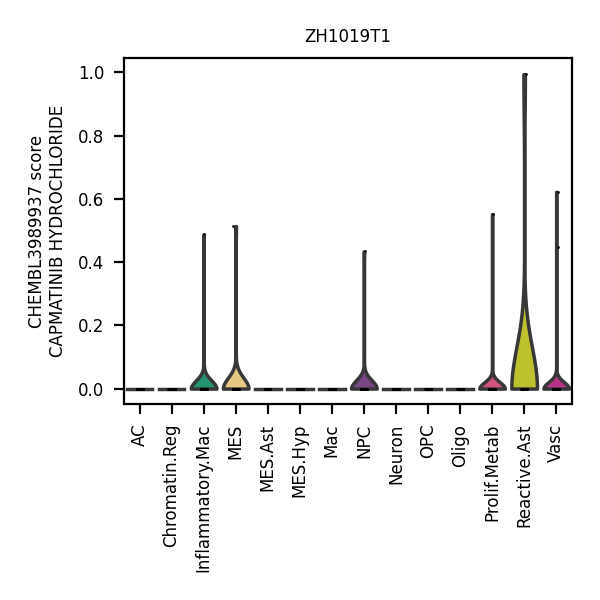 ZH1019T1
CHEMBL3989937 score
CAPMATINIB HYDROCHLORIDE
1.0
0.8
0.6
0.4
0.2
0.0
AC
Chromatin.Reg
Inflammatory.Mac
MES
MES.Ast
MES.Hyp
Mac
NPC
Neuron
OPC
Oligo
Prolif.Metab
Reactive.Ast
Vasc